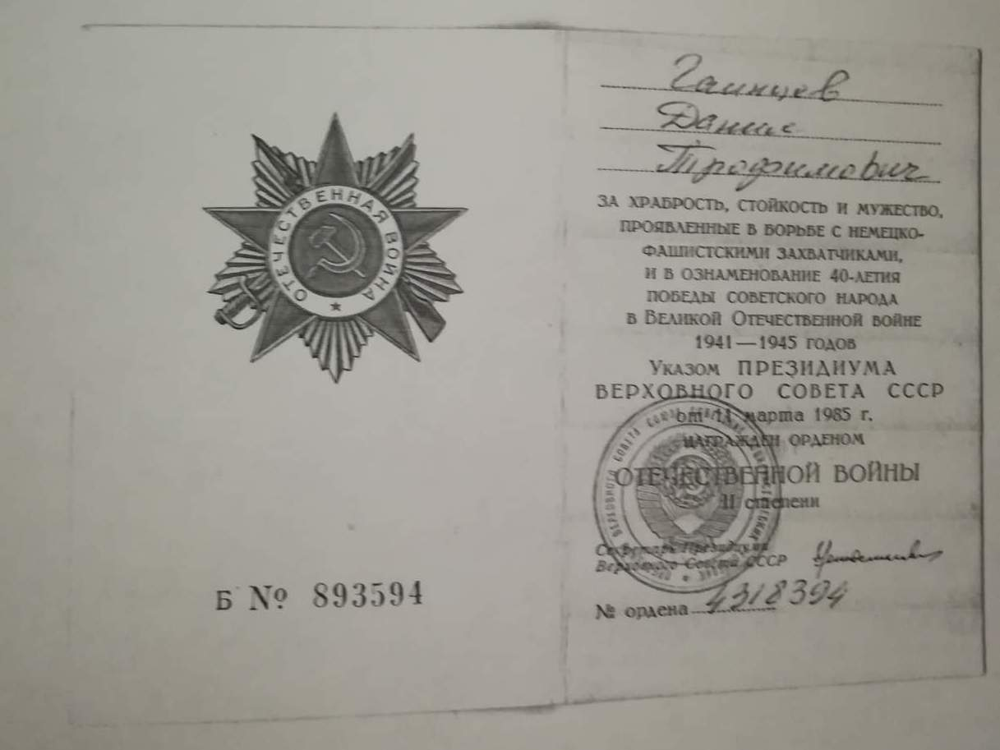 ОТЕЧЕСТВЕННАЯ ВОЙНА
Б № 893594
Гаинцев
Данил
Трофимович
ЗА ХРАБРОСТЬ, СТОЙКОСТЬ И МУЖЕСТВО,
ПРОЯВЛЕННЫЕ В БОРЬБЕ С НЕМЕЦКО-
ФАШИСТСКИМИ ЗАХВАТЧИКАМИ,
И В ОЗНАМЕНОВАНИЕ 40-ЛЕТИЯ
ПОБЕДЫ СОВЕТСКОГО НАРОДА
В ВЕЛИКОЙ ОТЕЧЕСТВЕННОЙ ВОЙНЕ
1941—1945 ГОДОВ
УКАЗОМ ПРЕЗИДИУМА
ВЕРХОВНОГО СОВЕТА СССР
от 11 марта 1985 г.
НАГРАЖДЕН ОРДЕНОМ
ОТЕЧЕСТВЕННОЙ ВОЙНЫ
II степени
Секретарь Президиума
Верховного Совета СССР
№ ордена 4318394